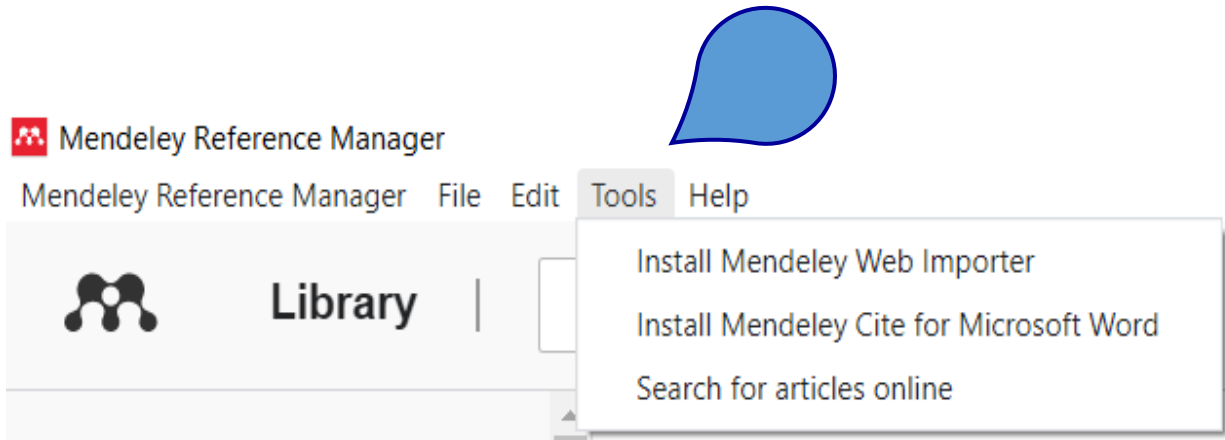 Mendeley Reference Manager
Mendeley Reference Manager File Edit Tools Help
Library
Install Mendeley Web Importer
Install Mendeley Cite for Microsoft Word
Search for articles online